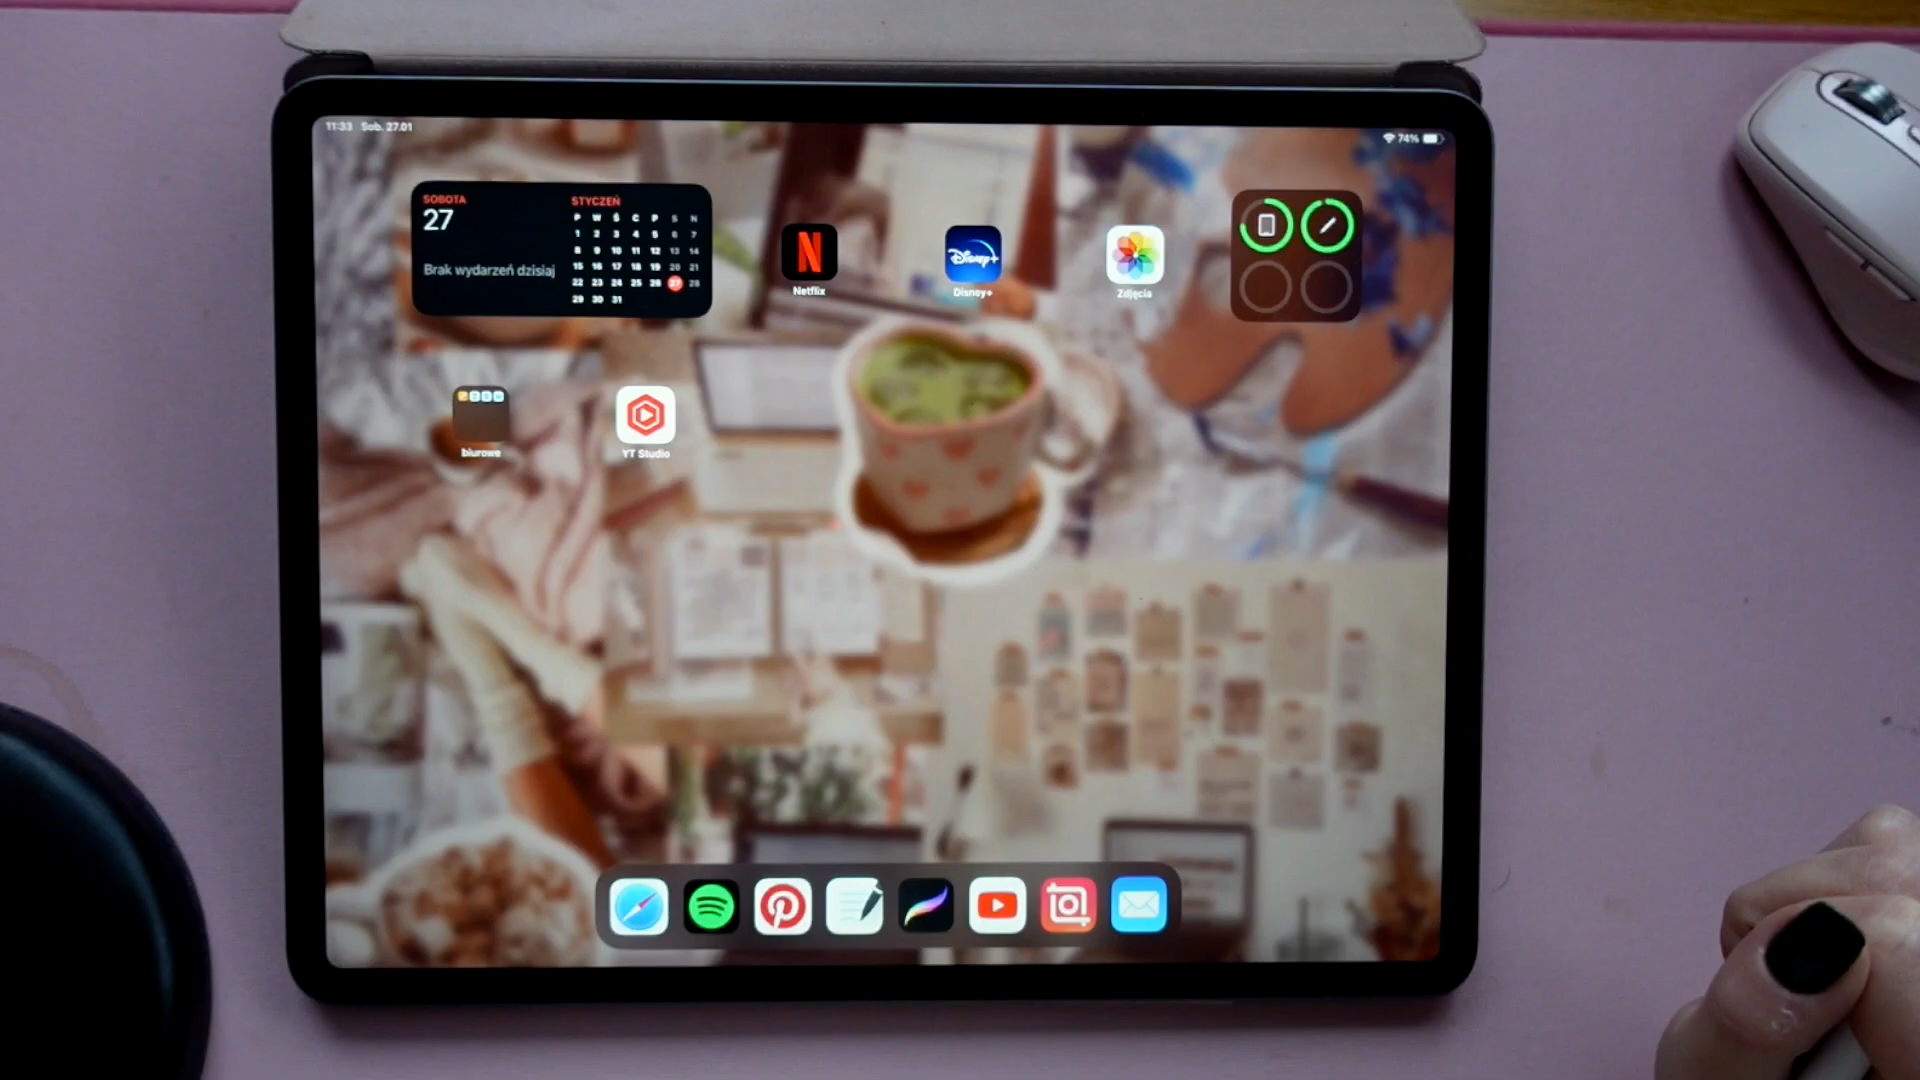 11:33 Sob. 27.01
74%
SOBOTA
27
Brak wydarzeń dzisiaj
STYCZEŃ
P W Ś C P S N
1 2 3 4 5 6 7
8 9 10 11 12 13 14
15 16 17 18 19 20 21
22 23 24 25 26 27 28
29 30 31
N
Netflix
Disney+
Disney+
Zdjęcia
biurowe
YT Studio